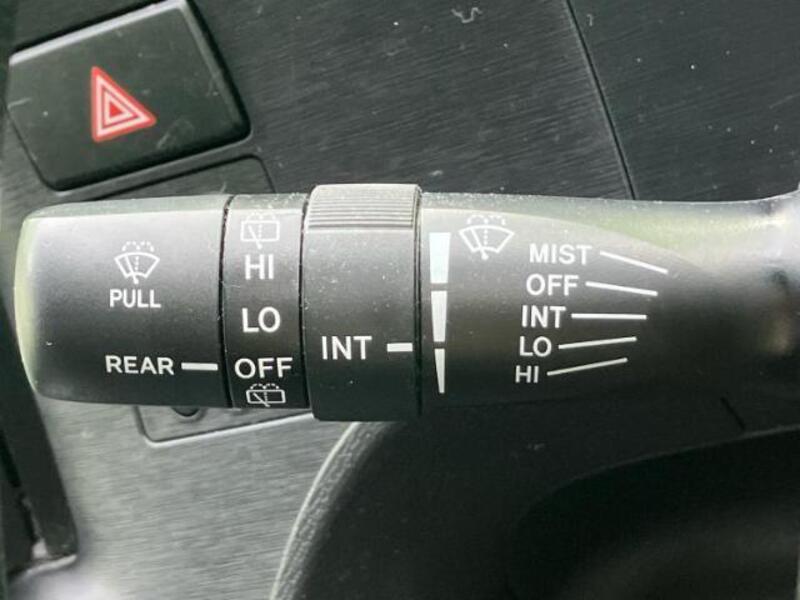 PULL
REAR
HI
LO
OFF
INT
MIST
OFF
INT
LO
HI